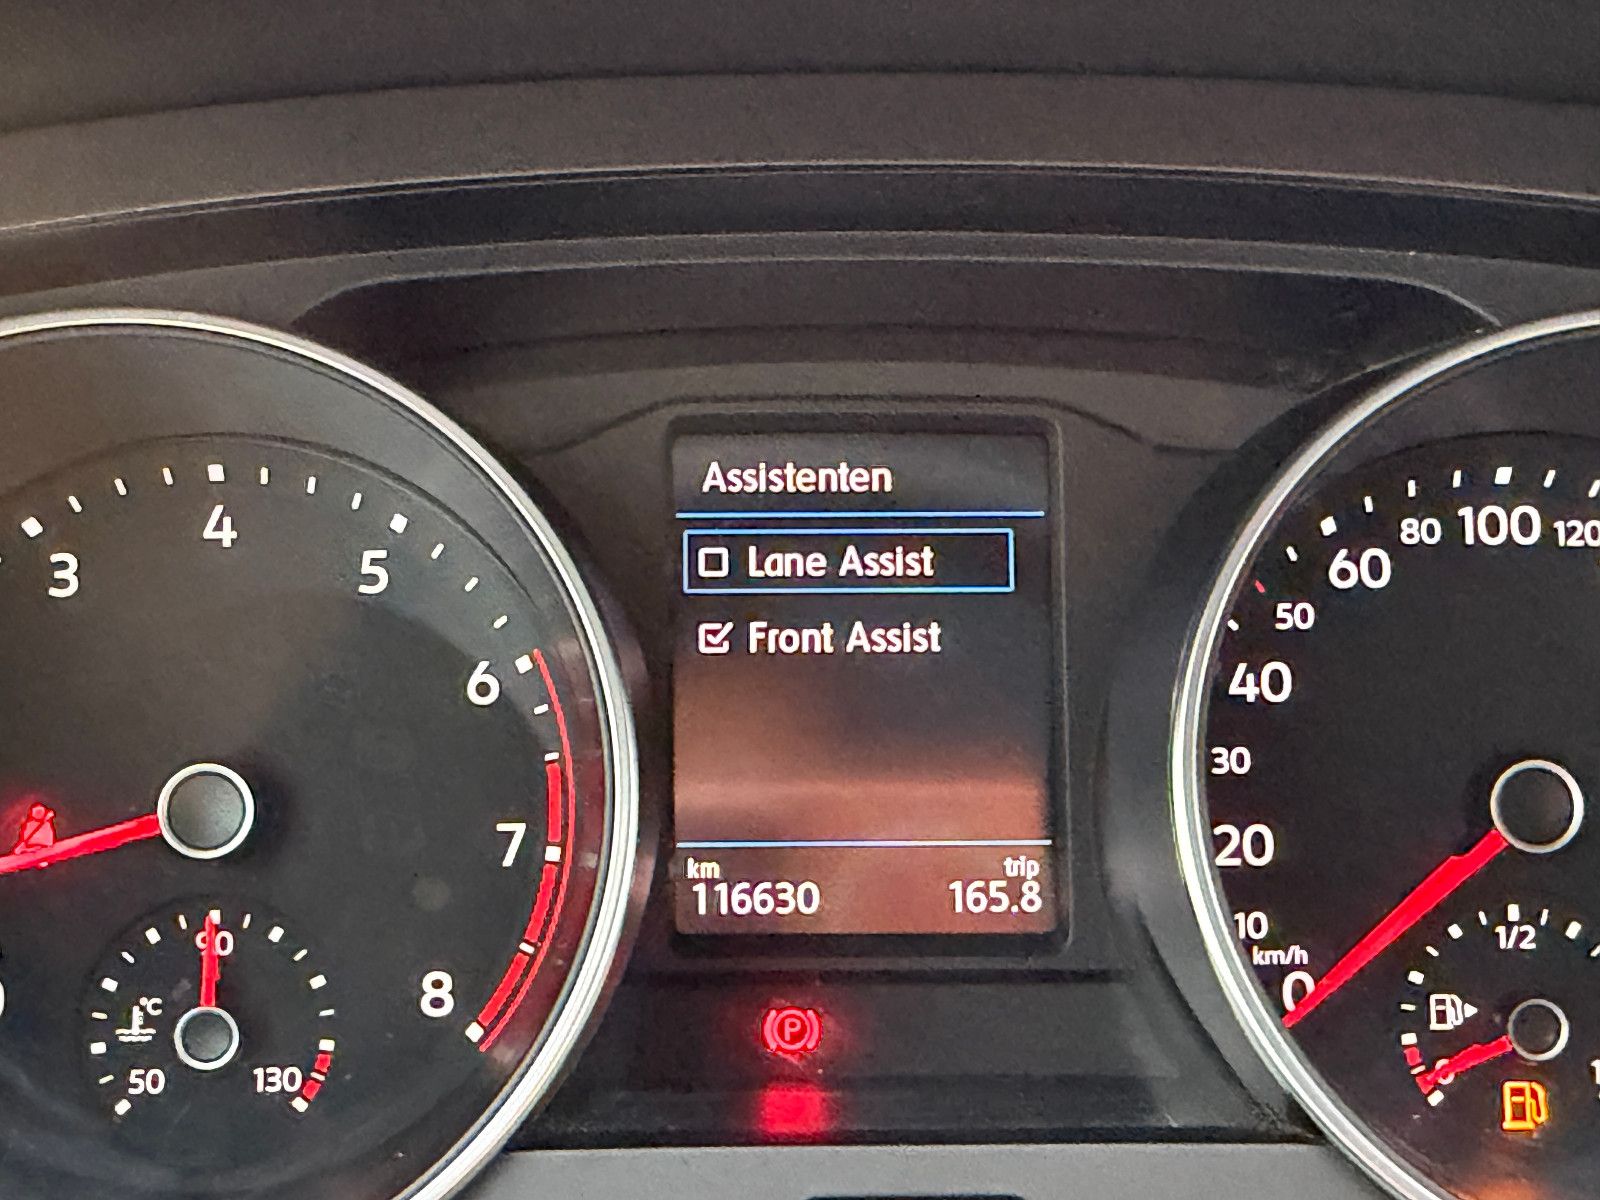 Assistenten
Lane Assist
Front Assist
km trip
116630 165.8
3 4 5 6 7 8
90
°C
50 130
P
0 10 20 30 40 50 60 80 100 120
km/h
1/2